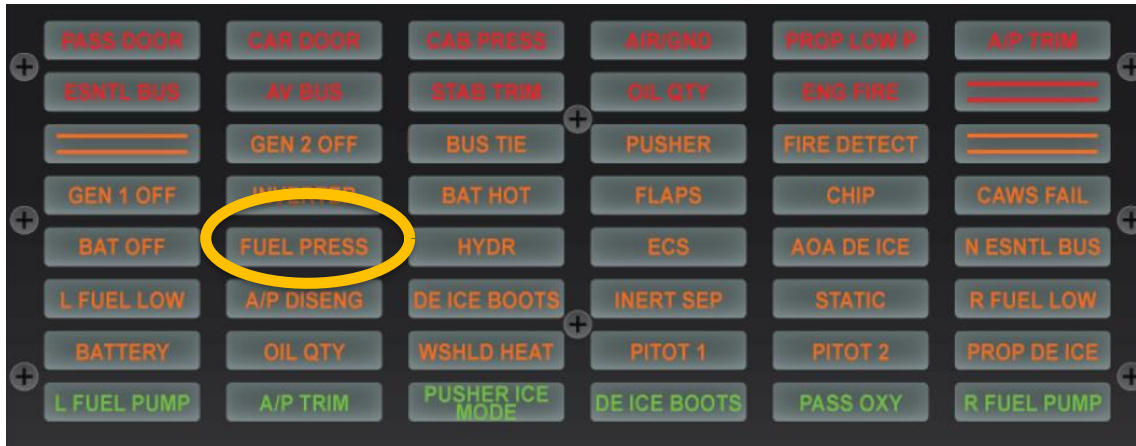 PASS DOOR CAR DOOR CAB PRESS AIR/GND PROP LOW P A/P TRIM
ESNTL BUS AV BUS STAB TRIM OIL QTY ENG FIRE
GEN 2 OFF BUS TIE PUSHER FIRE DETECT
GEN 1 OFF INVERTER BAT HOT FLAPS CHIP CAWS FAIL
BAT OFF FUEL PRESS HYDR ECS AOA DE ICE N ESNTL BUS
L FUEL LOW A/P DISENG DE ICE BOOTS INERT SEP STATIC R FUEL LOW
BATTERY OIL QTY WSHLD HEAT PITOT 1 PITOT 2 PROP DE ICE
L FUEL PUMP A/P TRIM PUSHER ICE MODE DE ICE BOOTS PASS OXY R FUEL PUMP